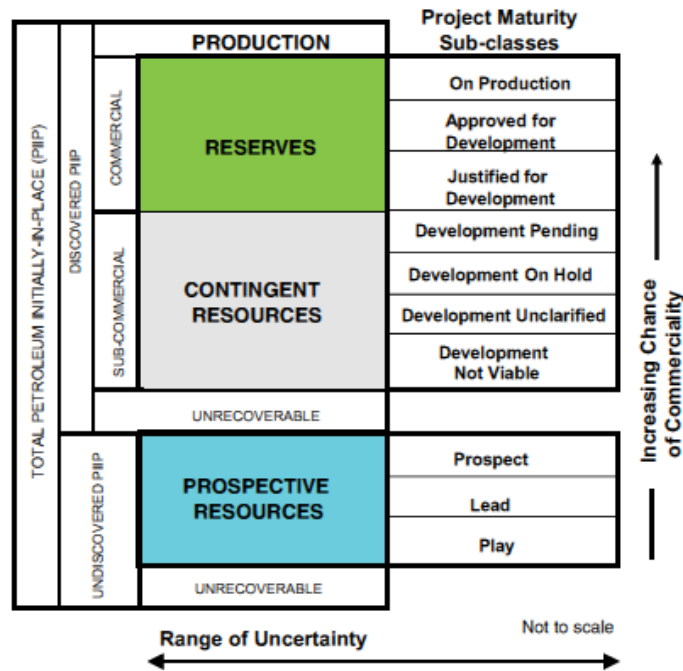 Project Maturity
Sub-classes
PRODUCTION
TOTAL PETROLEUM INITIALLY-IN-PLACE (PIIP)
DISCOVERED PIIP
COMMERCIAL
RESERVES
On Production
Approved for
Development
Justified for
Development
SUB-COMMERCIAL
CONTINGENT
RESOURCES
Development Pending
Development On Hold
Development Unclarified
Development
Not Viable
UNRECOVERABLE
UNDISCOVERED PIIP
PROSPECTIVE
RESOURCES
Prospect
Lead
Play
UNRECOVERABLE
Increasing Chance
of Commerciality
Not to scale
Range of Uncertainty